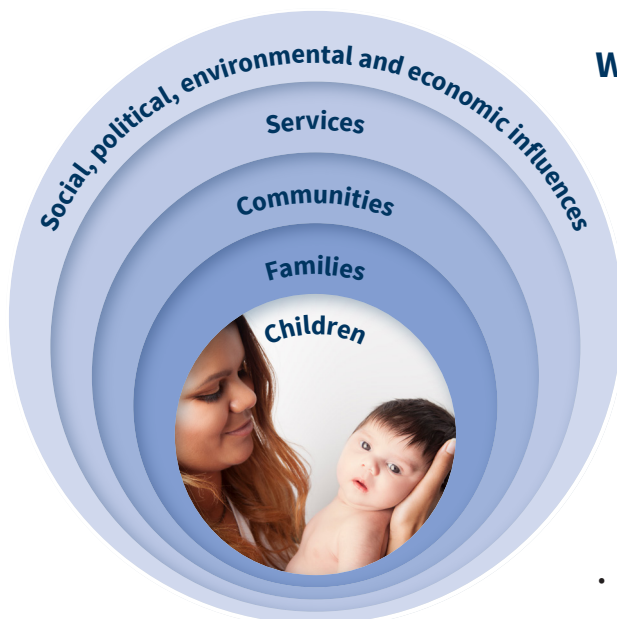 Social, political, environmental and economic influences
W
Services
Communities
Families
Children